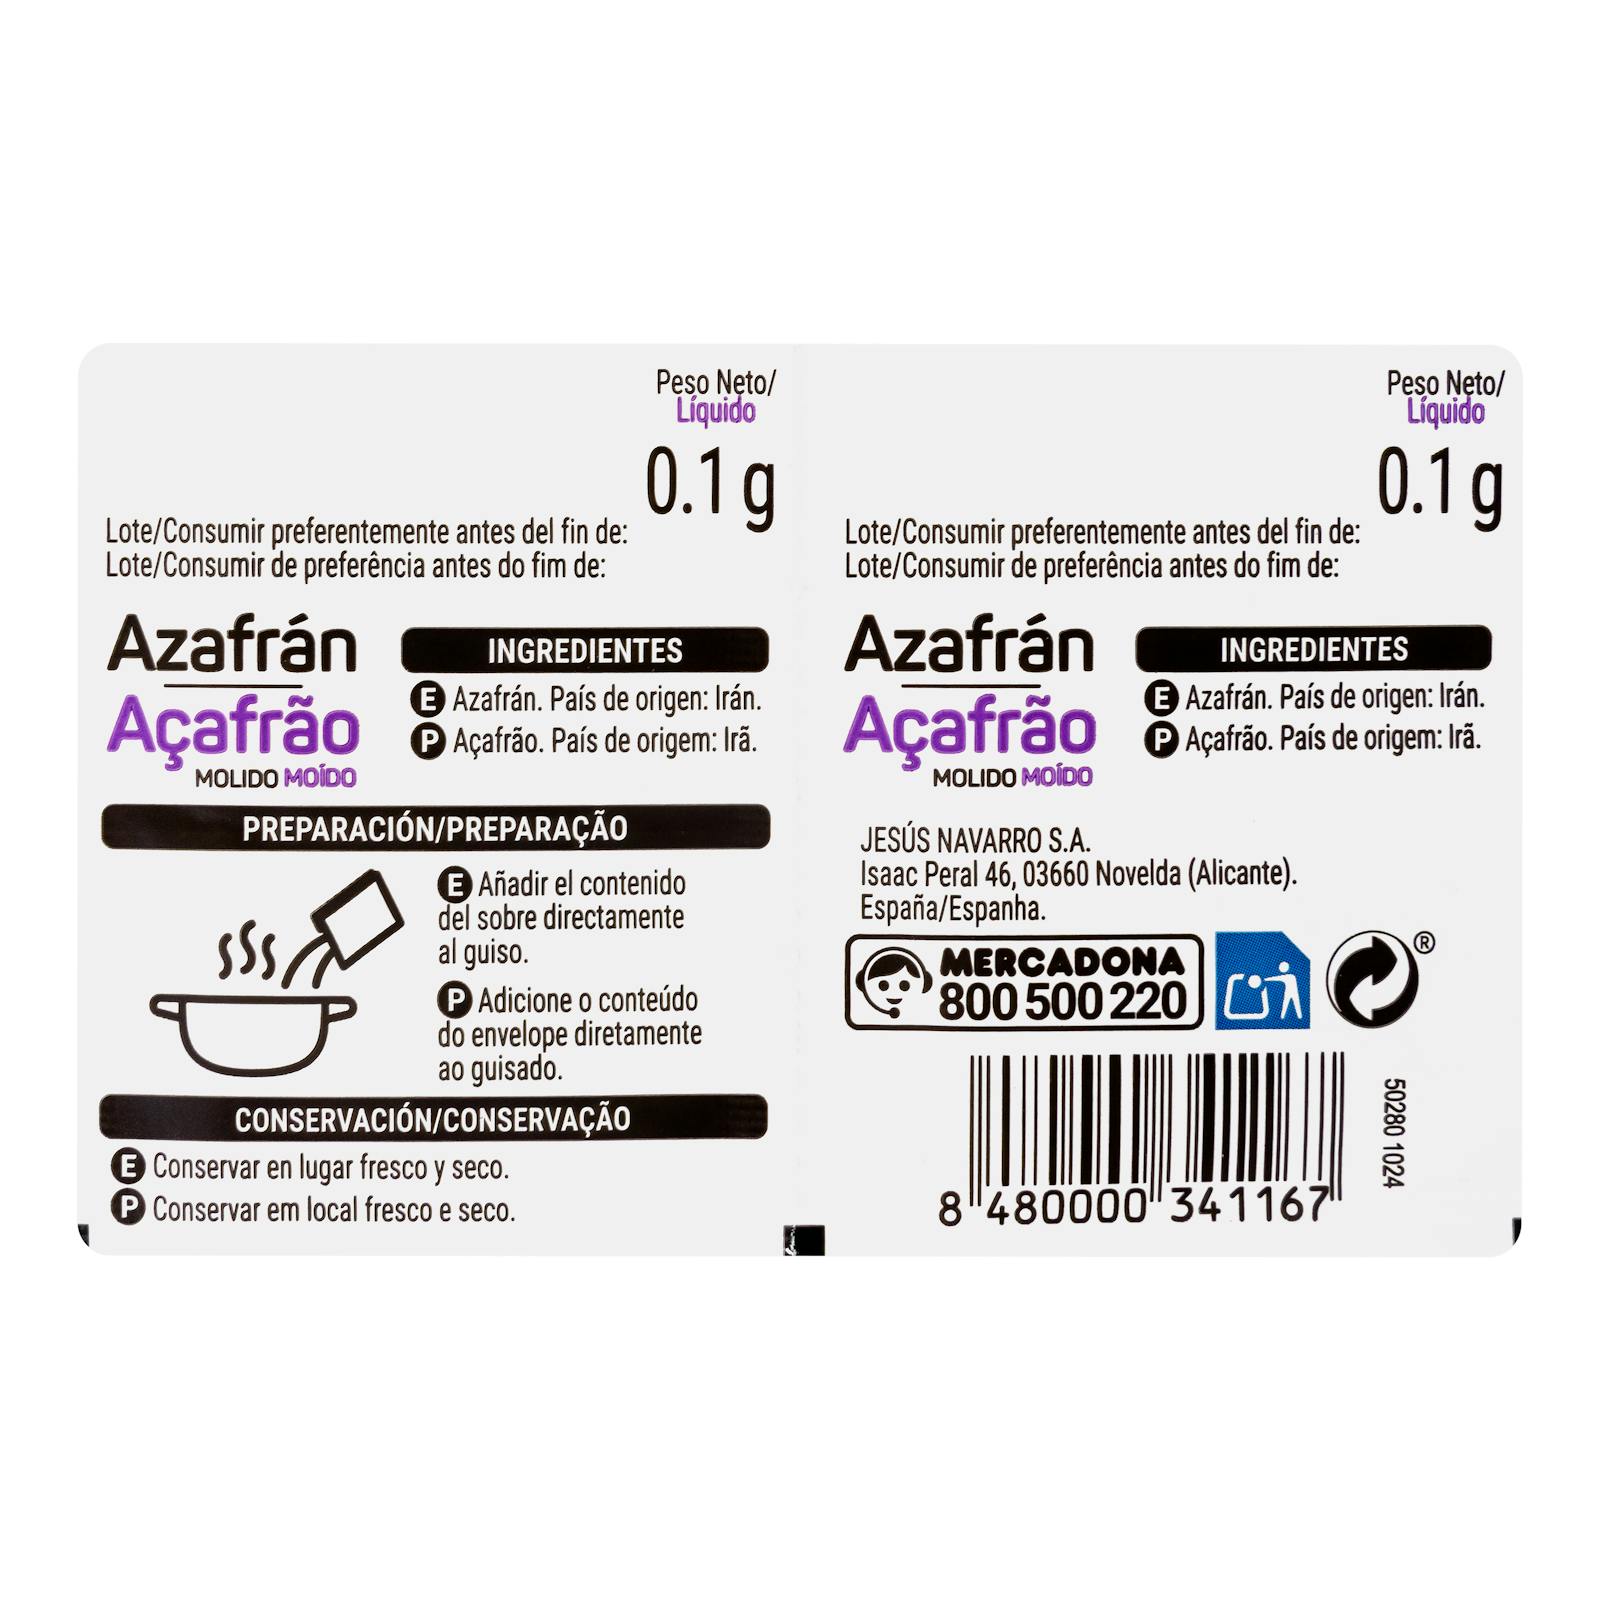 Peso Neto/
Líquido
0.1 g
Lote/Consumir preferentemente antes del fin de:
Lote/Consumir de preferência antes do fim de:
Azafrán
Açafrão
MOLIDO MOÍDO
INGREDIENTES
E Azafrán. País de origen: Irán.
P Açafrão. País de origem: Irã.
PREPARACIÓN/PREPARAÇÃO
E Añadir el contenido
del sobre directamente
al guiso.
P Adicione o conteúdo
do envelope diretamente
ao guisado.
CONSERVACIÓN/CONSERVAÇÃO
E Conservar en lugar fresco y seco.
P Conservar em local fresco e seco.
Peso Neto/
Líquido
0.1 g
Lote/Consumir preferentemente antes del fin de:
Lote/Consumir de preferência antes do fim de:
Azafrán
Açafrão
MOLIDO MOÍDO
INGREDIENTES
E Azafrán. País de origen: Irán.
P Açafrão. País de origem: Irã.
JESÚS NAVARRO S.A.
Isaac Peral 46, 03660 Novelda (Alicante).
España/Espanha.
MERCADONA
800 500 220
®
50280 1024
8 480000 341167